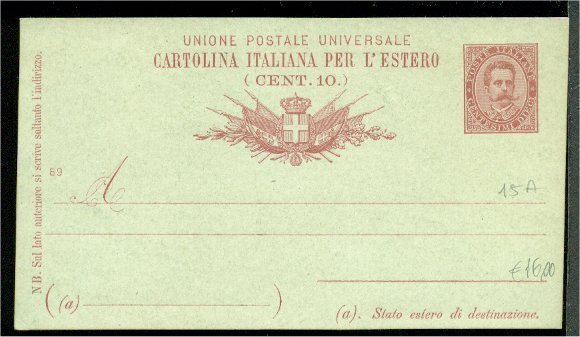 UNIONE POSTALE UNIVERSALE
CARTOLINA ITALIANA PER L'ESTERO
(CENT. 10.)
POSTE ITALIANE
CENTESIMI DIECI
NB. Sul lato anteriore si scrive soltanto l'indirizzo.
89
A
15A
€16,00
(a)
(a). Stato estero di destinazione.